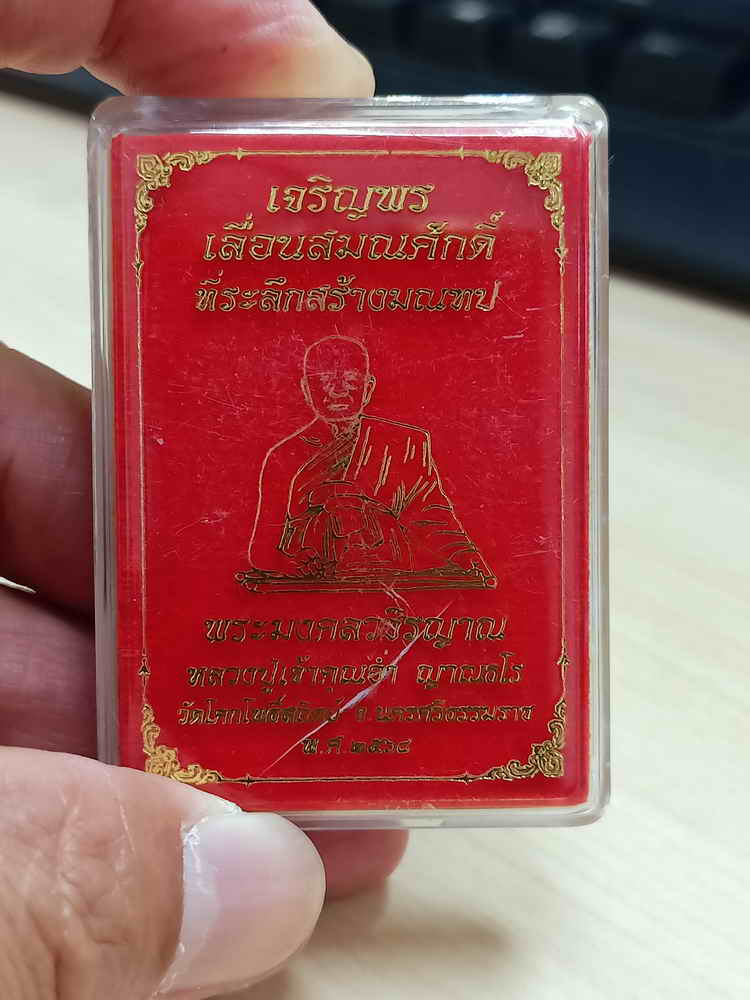 เจริญพร
เลื่อนสมณศักดิ์
ที่ระลึกสร้างมณฑป
พระมงคลวชิรญาณ
หลวงปู่เจ้าคุณจำ ญาณธโร
วัดโคกโพธิ์สถิตย์ จ.นครศรีธรรมราช
พ.ศ.๒๕๖๘